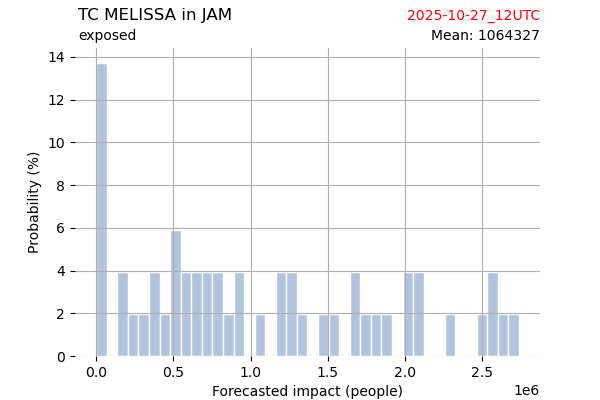 TC MELISSA in JAM
2025-10-27_12UTC
exposed
Mean: 1064327
14
12
10
8
6
4
2
0
Probability (%)
0.0 0.5 1.0 1.5 2.0 2.5
1e6
Forecasted impact (people)